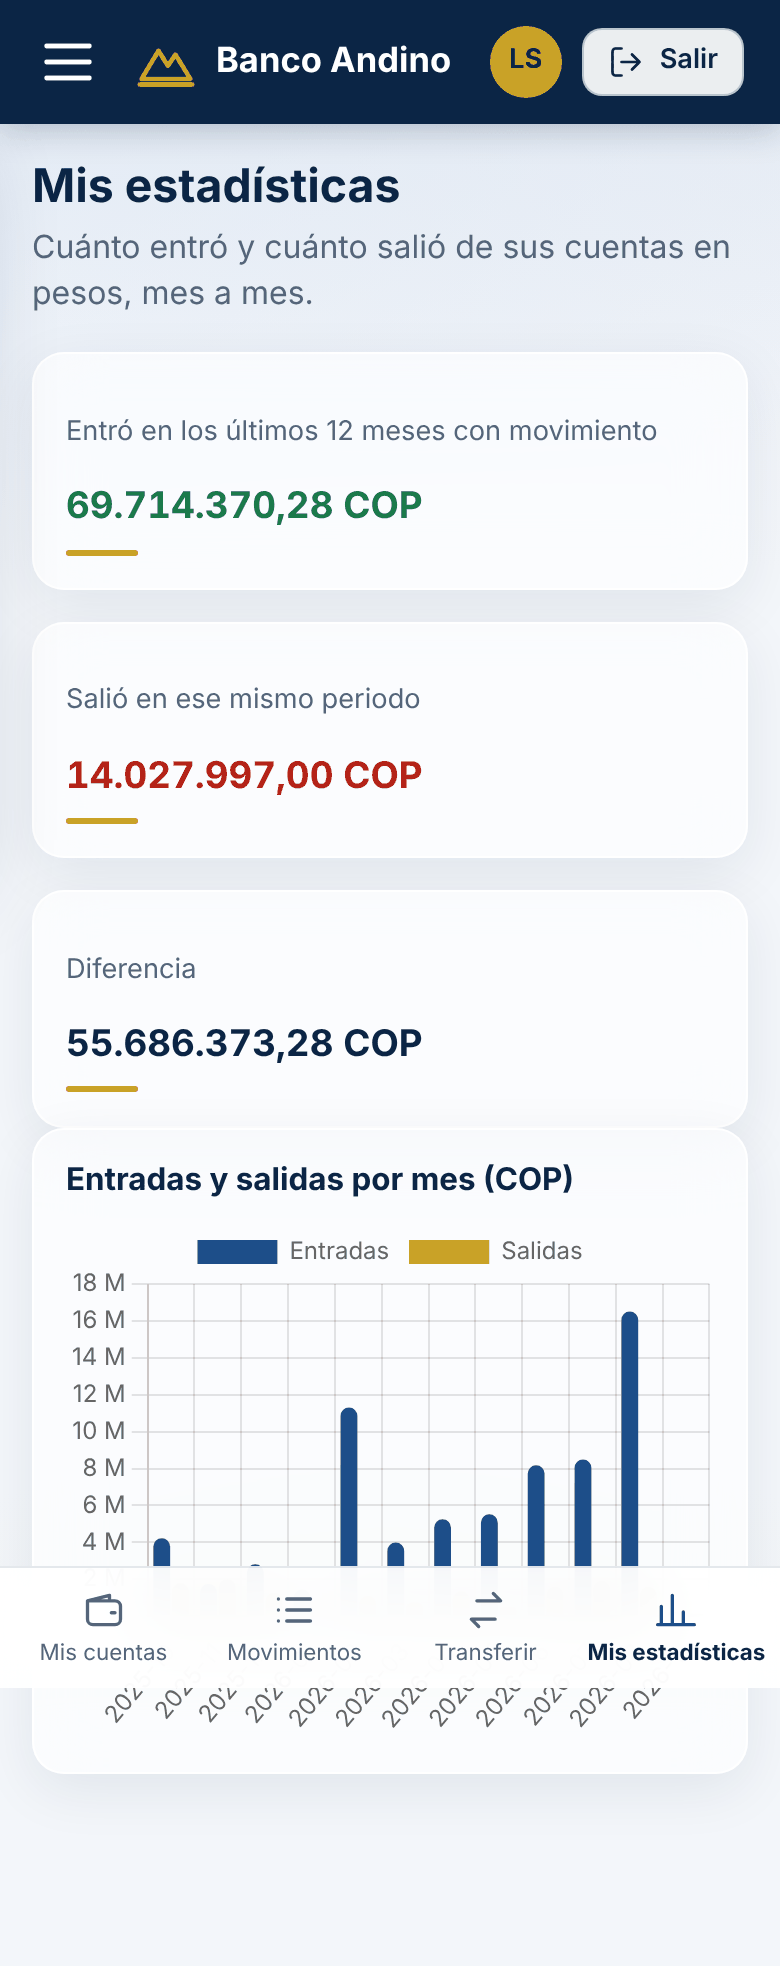 Banco Andino
LS
Salir
Mis estadísticas
Cuánto entró y cuánto salió de sus cuentas en
pesos, mes a mes.
Entró en los últimos 12 meses con movimiento
69.714.370,28 COP
Salió en ese mismo periodo
14.027.997,00 COP
Diferencia
55.686.373,28 COP
Entradas y salidas por mes (COP)
Entradas
Salidas
18 M
16 M
14 M
12 M
10 M
8 M
6 M
4 M
2 M
Mis cuentas
Movimientos
Transferir
Mis estadísticas